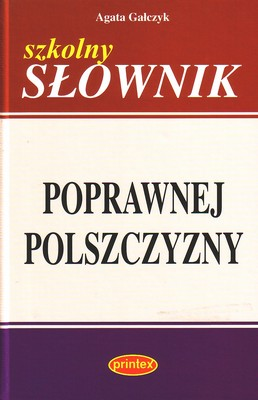 Agata Gałczyk
szkolny
SŁOWNIK
POPRAWNEJ
POLSZCZYZNY
printex